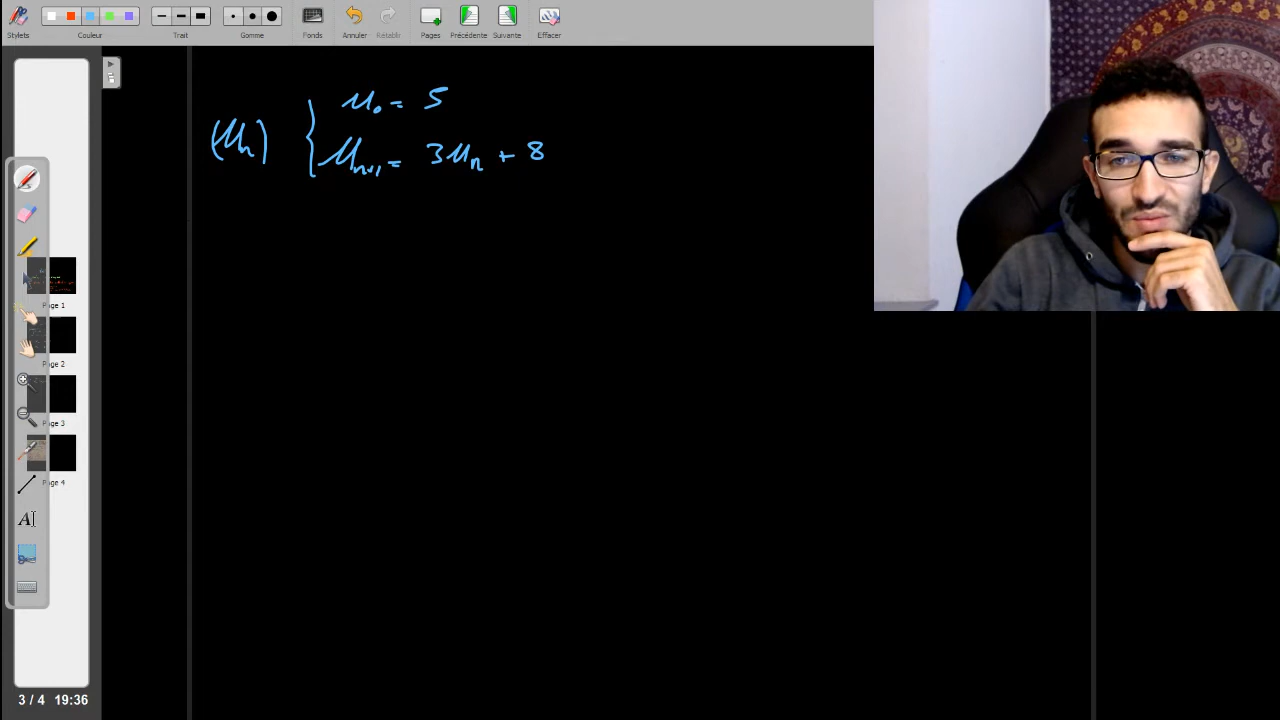 Stylets Couleur Trait Gomme Fonds Annuler Rétablir Pages Précédente Suivante Effacer
u₀ = 5
(uₙ) { uₙ₊₁ = 3uₙ + 8
Page 1
Page 2
Page 3
Page 4
A
3 / 4 19:36